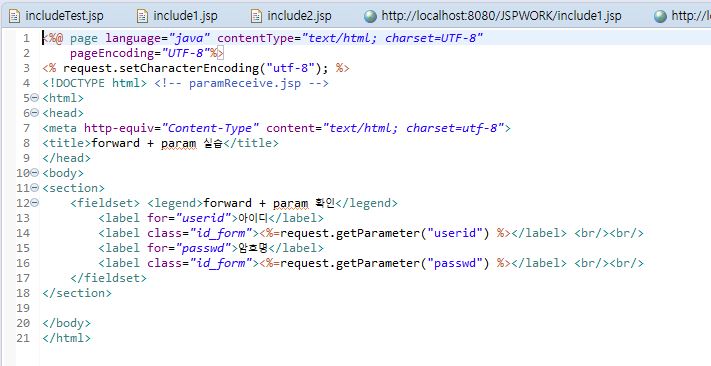 includeTest.jsp include1.jsp include2.jsp http://localhost:8080/JSPWORK/include1.jsp http://l
1 <%@ page language="java" contentType="text/html; charset=UTF-8"
2 pageEncoding="UTF-8"%>
3 <% request.setCharacterEncoding("utf-8"); %>
4 <!DOCTYPE html> <!-- paramReceive.jsp -->
5 <html>
6 <head>
7 <meta http-equiv="Content-Type" content="text/html; charset=utf-8">
8 <title>forward + param 실습</title>
9 </head>
10 <body>
11 <section>
12 <fieldset> <legend>forward + param 확인</legend>
13 <label for="userid">아이디</label>
14 <label class="id_form"><%=request.getParameter("userid") %></label> <br/><br/>
15 <label for="passwd">암호명</label>
16 <label class="id_form"><%=request.getParameter("passwd") %></label> <br/><br/>
17 </fieldset>
18 </section>
19
20 </body>
21 </html>